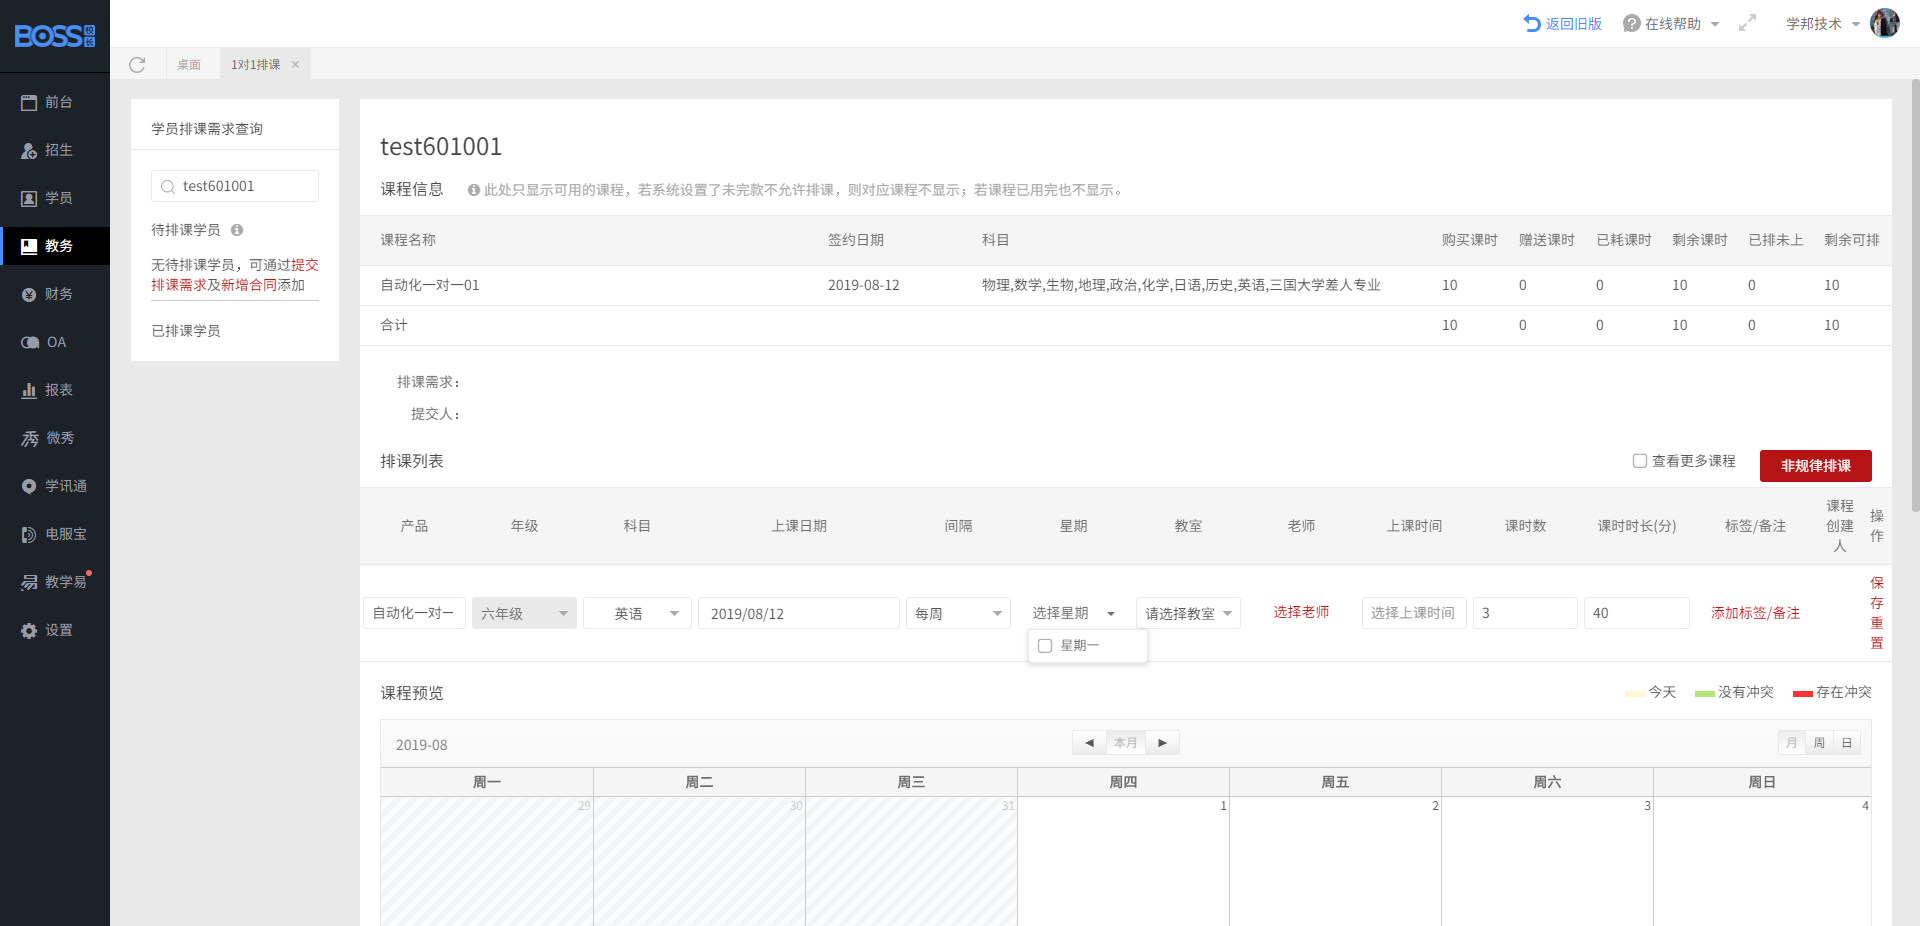 BOSS校长
返回旧版
在线帮助
学邦技术
桌面
1对1排课
前台
招生
学员
教务
财务
OA
报表
微秀
学讯通
电服宝
教学易
设置
学员排课需求查询
test601001
待排课学员
无待排课学员，可通过提交
排课需求及新增合同添加
已排课学员
test601001
课程信息 此处只显示可用的课程，若系统设置了未完款不允许排课，则对应课程不显示；若课程已用完也不显示。
课程名称 签约日期 科目 购买课时 赠送课时 已耗课时 剩余课时 已排未上 剩余可排
自动化一对一01 2019-08-12 物理,数学,生物,地理,政治,化学,日语,历史,英语,三国大学差人专业 10 0 0 10 0 10
合计 10 0 0 10 0 10
排课需求：
提交人：
排课列表 查看更多课程 非规律排课
产品 年级 科目 上课日期 间隔 星期 教室 老师 上课时间 课时数 课时时长(分) 标签/备注 课程创建人 操作
自动化一对一 六年级 英语 2019/08/12 每周 选择星期 请选择教室 选择老师 选择上课时间 3 40 添加标签/备注 保存 重置
星期一
课程预览 今天 没有冲突 存在冲突
2019-08 ◄ 本月 ► 月 周 日
周一 周二 周三 周四 周五 周六 周日
29 30 31 1 2 3 4